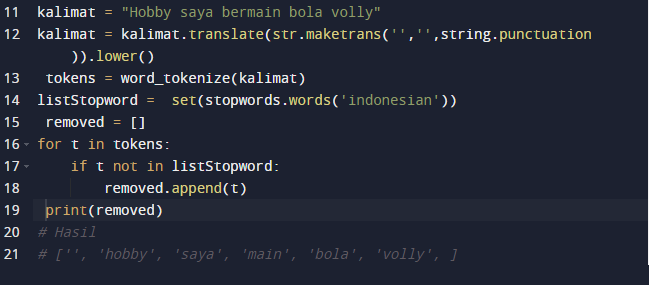 11 kalimat = "Hobby saya bermain bola volly"
12 kalimat = kalimat.translate(str.maketrans('','',string.punctuation
)).lower()
13  tokens = word_tokenize(kalimat)
14 listStopword =  set(stopwords.words('indonesian'))
15  removed = []
16 for t in tokens:
17     if t not in listStopword:
18         removed.append(t)
19  print(removed)
20 # Hasil
21 # ['', 'hobby', 'saya', 'main', 'bola', 'volly', ]